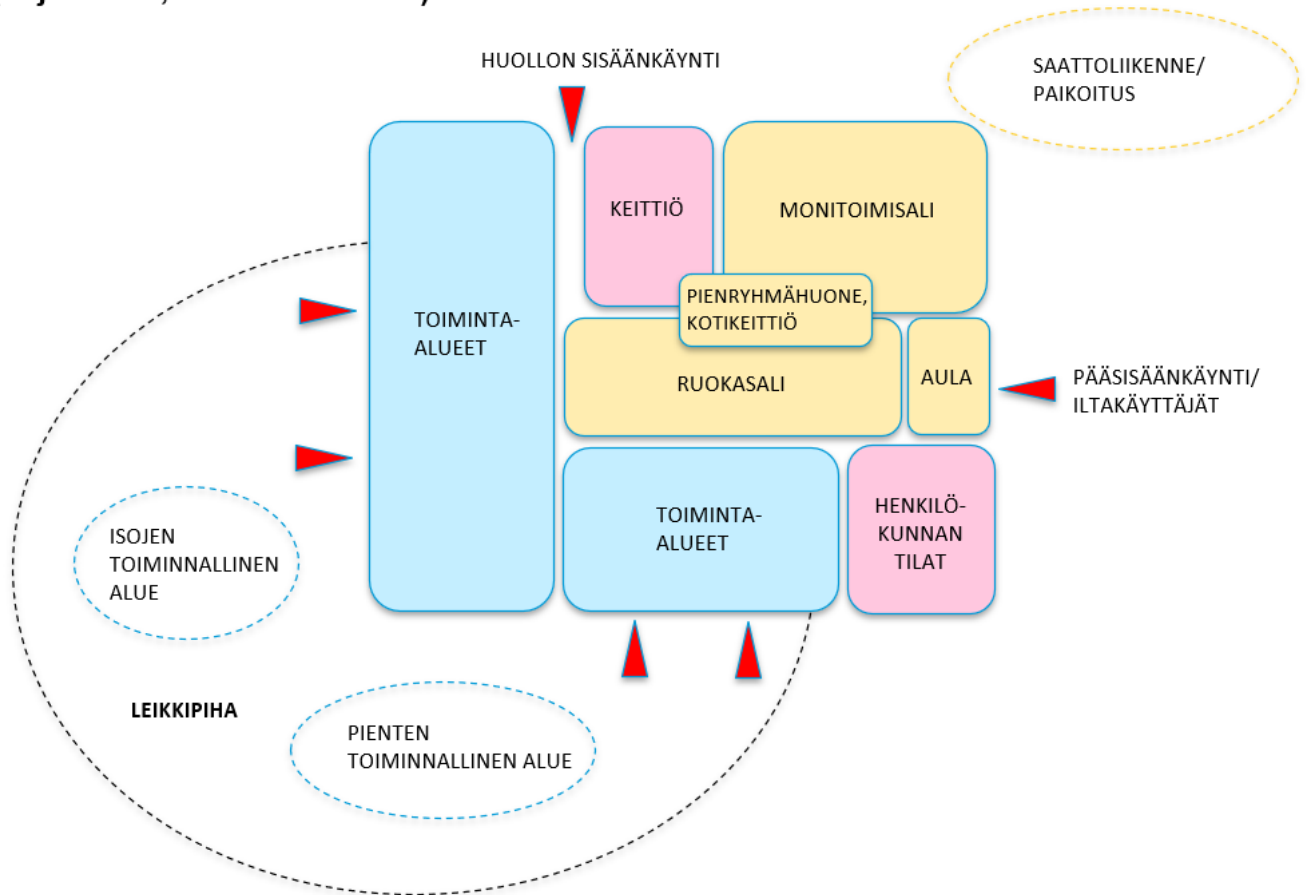 HUOLLON SISÄÄNKÄYNTI
SAATTOLIIKENNE/
PAIKOITUS
KEITTIÖ
MONITOIMISALI
PIENRYHMÄHUONE,
KOTIKEITTIÖ
TOIMINTA-
ALUEET
RUOKASALI
AULA
PÄÄSISÄÄNKÄYNTI/
ILTAKÄYTTÄJÄT
TOIMINTA-
ALUEET
HENKILÖ-
KUNNAN
TILAT
ISOJEN
TOIMINNALLINEN
ALUE
LEIKKIPIHA
PIENTEN
TOIMINNALLINEN ALUE